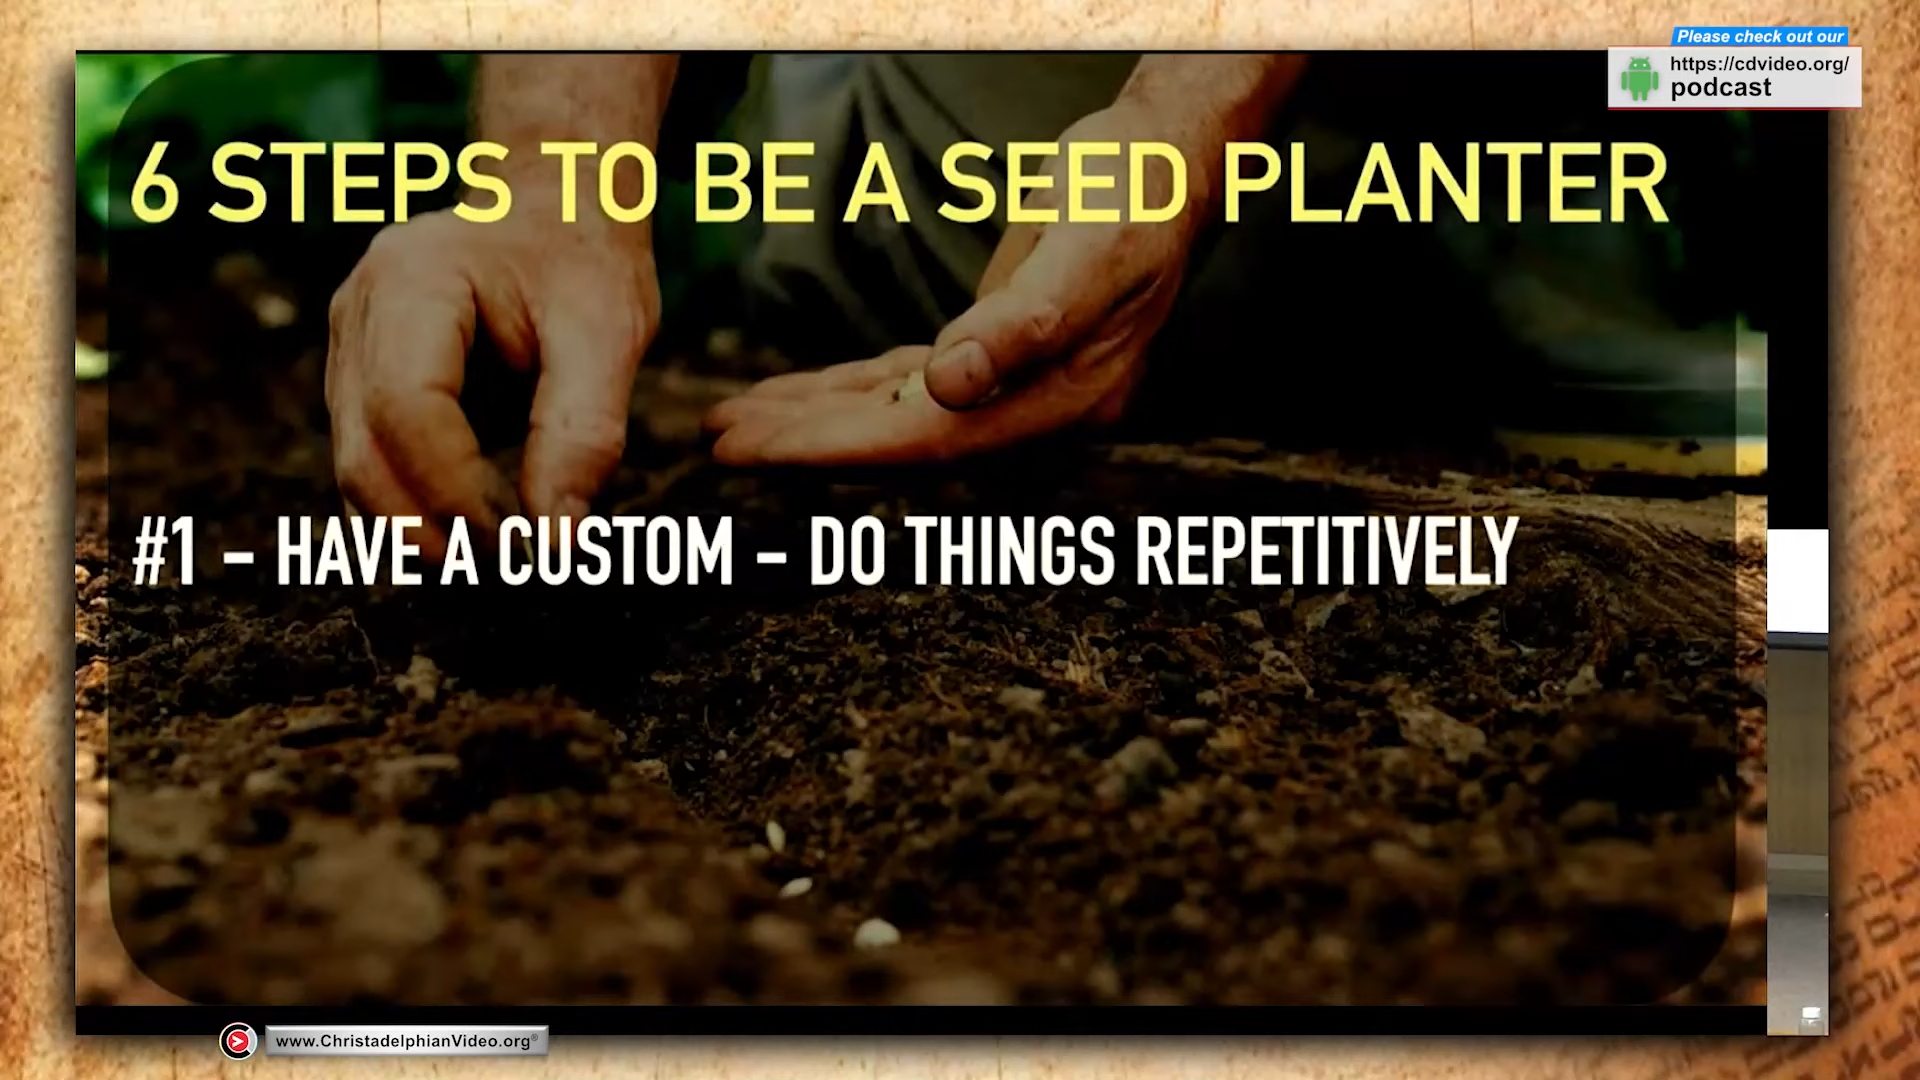 Please check out our
https://cdvideo.org/
podcast
6 STEPS TO BE A SEED PLANTER
#1 - HAVE A CUSTOM - DO THINGS REPETITIVELY
www.ChristadelphianVideo.org®